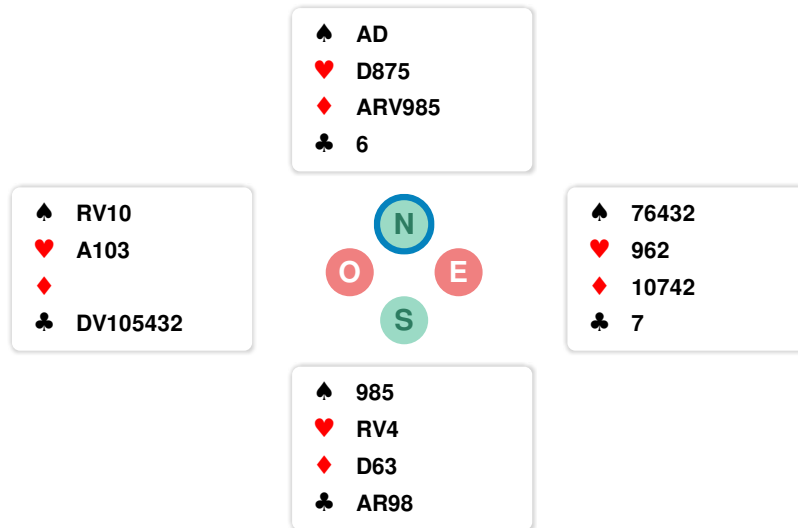 ♠ AD
♥ D875
♦ ARV985
♣ 6
♠ RV10
♥ A103
♦
♣ DV105432
N
O
E
S
♠ 76432
♥ 962
♦ 10742
♣ 7
♠ 985
♥ RV4
♦ D63
♣ AR98